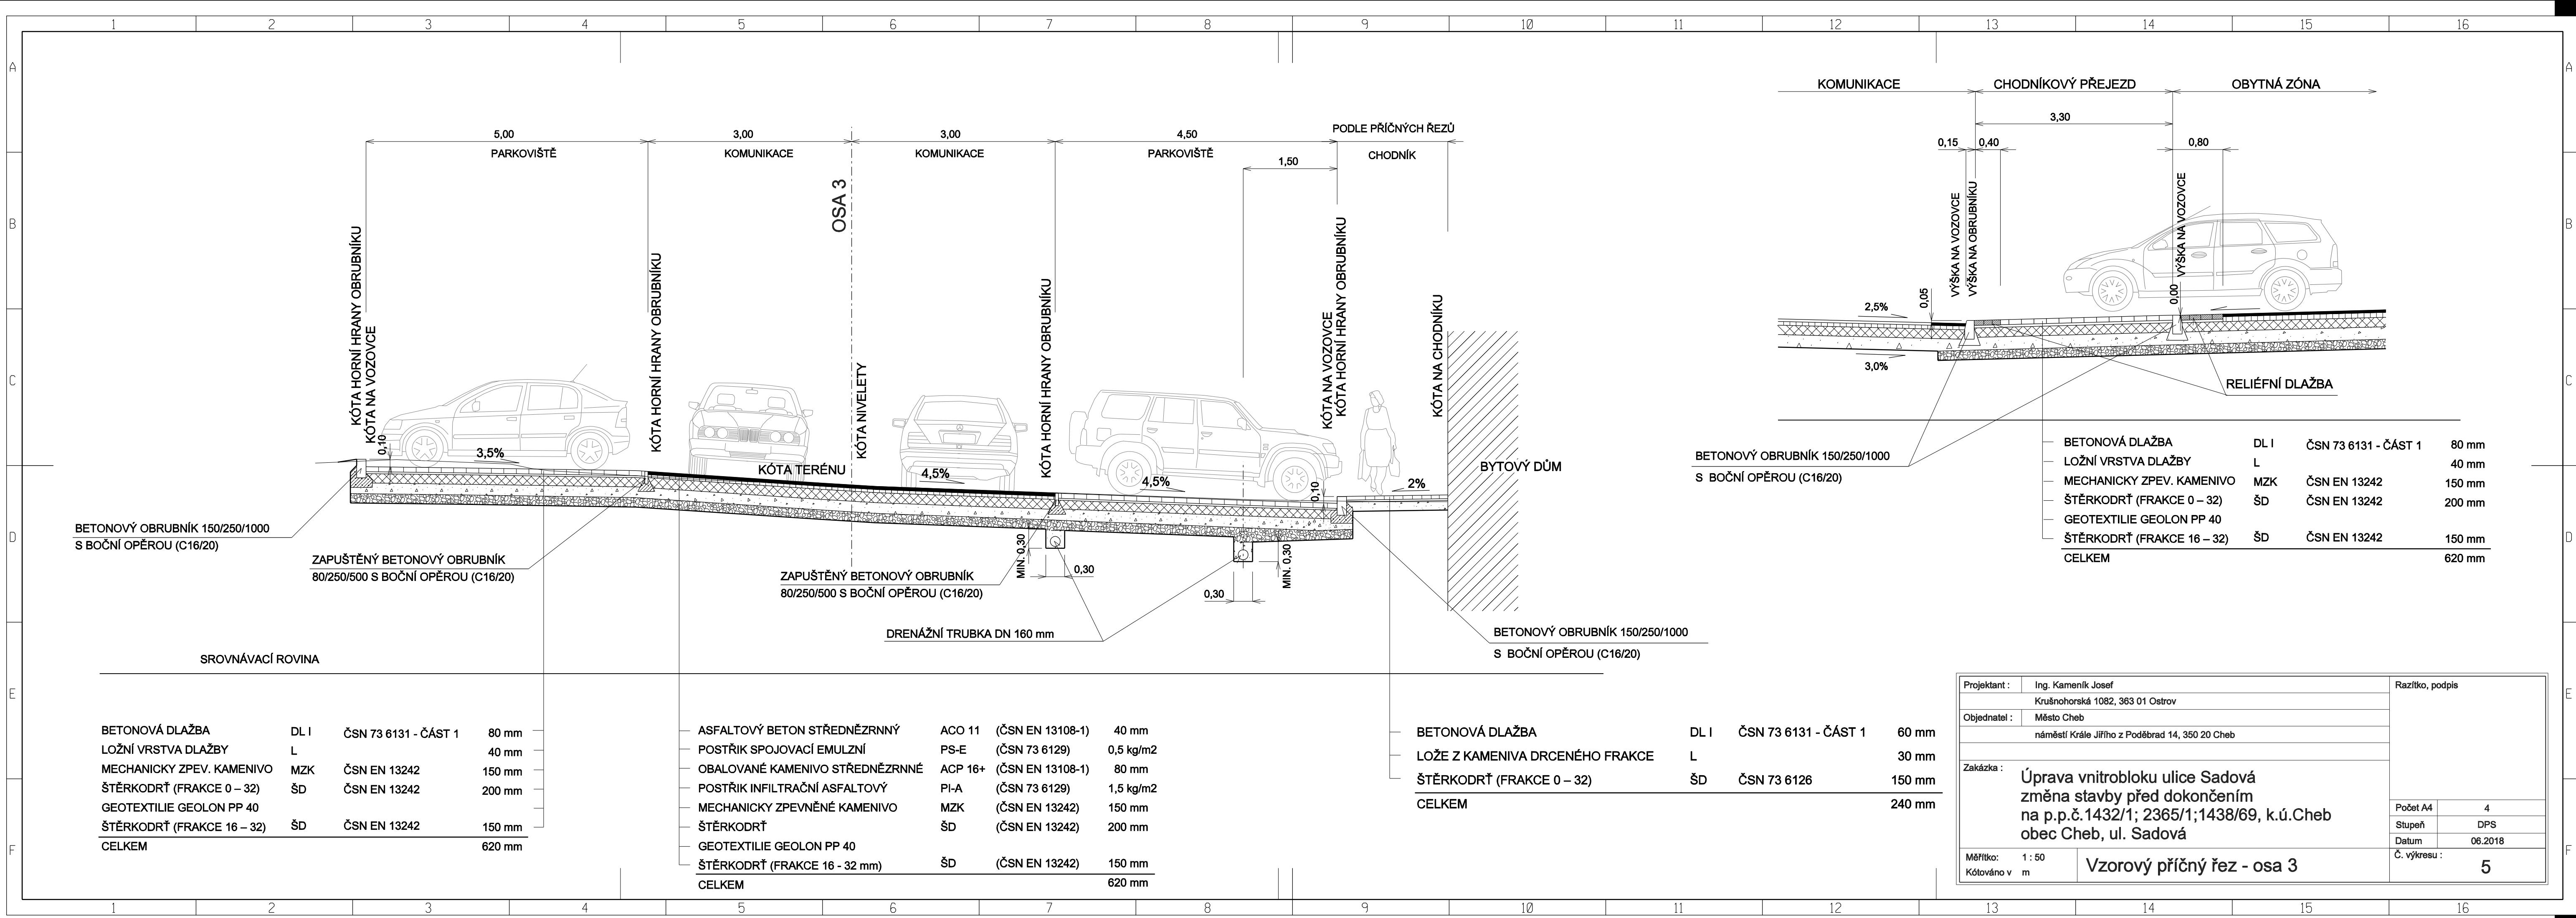 1 2 3 4 5 6 7 8 9 10 11 12 13 14 15 16
A A
B B
C C
D D
E E
F F
5,00 3,00 3,00 4,50 PODLE PŘÍČNÝCH ŘEZŮ
PARKOVIŠTĚ KOMUNIKACE KOMUNIKACE PARKOVIŠTĚ CHODNÍK
1,50
OSA 3
KÓTA HORNÍ HRANY OBRUBNÍKU
KÓTA NA VOZOVCE
KÓTA HORNÍ HRANY OBRUBNÍKU
KÓTA NIVELETY
KÓTA HORNÍ HRANY OBRUBNÍKU
KÓTA NA VOZOVCE
KÓTA HORNÍ HRANY OBRUBNÍKU
KÓTA NA CHODNÍKU
0,10
3,5%
KÓTA TERÉNU
4,5%
4,5%
0,10
2%
BYTOVÝ DŮM
BETONOVÝ OBRUBNÍK 150/250/1000
S BOČNÍ OPĚROU (C16/20)
ZAPUŠTĚNÝ BETONOVÝ OBRUBNÍK
80/250/500 S BOČNÍ OPĚROU (C16/20)
ZAPUŠTĚNÝ BETONOVÝ OBRUBNÍK
80/250/500 S BOČNÍ OPĚROU (C16/20)
MIN. 0,30
0,30
0,30
MIN. 0,30
DRENÁŽNÍ TRUBKA DN 160 mm
BETONOVÝ OBRUBNÍK 150/250/1000
S BOČNÍ OPĚROU (C16/20)
SROVNÁVACÍ ROVINA
BETONOVÁ DLAŽBA DL I ČSN 73 6131 - ČÁST 1 80 mm
LOŽNÍ VRSTVA DLAŽBY L 40 mm
MECHANICKY ZPEV. KAMENIVO MZK ČSN EN 13242 150 mm
ŠTĚRKODRŤ (FRAKCE 0 – 32) ŠD ČSN EN 13242 200 mm
GEOTEXTILIE GEOLON PP 40
ŠTĚRKODRŤ (FRAKCE 16 – 32) ŠD ČSN EN 13242 150 mm
CELKEM 620 mm
ASFALTOVÝ BETON STŘEDNĚZRNNÝ ACO 11 (ČSN EN 13108-1) 40 mm
POSTŘIK SPOJOVACÍ EMULZNÍ PS-E (ČSN 73 6129) 0,5 kg/m2
OBALOVANÉ KAMENIVO STŘEDNĚZRNNÉ ACP 16+ (ČSN EN 13108-1) 80 mm
POSTŘIK INFILTRAČNÍ ASFALTOVÝ PI-A (ČSN 73 6129) 1,5 kg/m2
MECHANICKY ZPEVNĚNÉ KAMENIVO MZK (ČSN EN 13242) 150 mm
ŠTĚRKODRŤ ŠD (ČSN EN 13242) 200 mm
GEOTEXTILIE GEOLON PP 40
ŠTĚRKODRŤ (FRAKCE 16 - 32 mm) ŠD (ČSN EN 13242) 150 mm
CELKEM 620 mm
BETONOVÁ DLAŽBA DL I ČSN 73 6131 - ČÁST 1 60 mm
LOŽE Z KAMENIVA DRCENÉHO FRAKCE L 30 mm
ŠTĚRKODRŤ (FRAKCE 0 – 32) ŠD ČSN 73 6126 150 mm
CELKEM 240 mm
KOMUNIKACE CHODNÍKOVÝ PŘEJEZD OBYTNÁ ZÓNA
3,30
0,15 0,40 0,80
VÝŠKA NA VOZOVCE
VÝŠKA NA OBRUBNÍKU
VÝŠKA NA VOZOVCE
2,5%
0,05
0,00
3,0%
RELIÉFNÍ DLAŽBA
BETONOVÝ OBRUBNÍK 150/250/1000
S BOČNÍ OPĚROU (C16/20)
BETONOVÁ DLAŽBA DL I ČSN 73 6131 - ČÁST 1 80 mm
LOŽNÍ VRSTVA DLAŽBY L 40 mm
MECHANICKY ZPEV. KAMENIVO MZK ČSN EN 13242 150 mm
ŠTĚRKODRŤ (FRAKCE 0 – 32) ŠD ČSN EN 13242 200 mm
GEOTEXTILIE GEOLON PP 40
ŠTĚRKODRŤ (FRAKCE 16 – 32) ŠD ČSN EN 13242 150 mm
CELKEM 620 mm
Projektant : Ing. Kameník Josef Razítko, podpis
Krušnohorská 1082, 363 01 Ostrov
Objednatel : Město Cheb
náměstí Krále Jiřího z Poděbrad 14, 350 20 Cheb
Zakázka : Úprava vnitrobloku ulice Sadová
změna stavby před dokončením
na p.p.č.1432/1; 2365/1;1438/69, k.ú.Cheb
obec Cheb, ul. Sadová
Počet A4 4
Stupeň DPS
Datum 06.2018
Měřítko: 1 : 50
Kótováno v m
Vzorový příčný řez - osa 3
Č. výkresu :
5
1 2 3 4 5 6 7 8 9 10 11 12 13 14 15 16